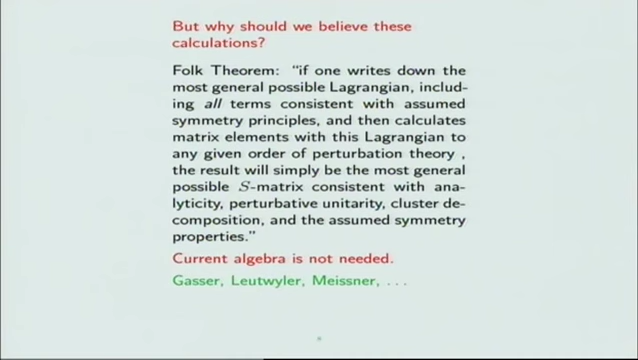 But why should we believe these
calculations?
Folk Theorem: "if one writes down the
most general possible Lagrangian, includ-
ing all terms consistent with assumed
symmetry principles, and then calculates
matrix elements with this Lagrangian to
any given order of perturbation theory ,
the result will simply be the most general
possible S-matrix consistent with ana-
lyticity, perturbative unitarity, cluster de-
composition, and the assumed symmetry
properties."
Current algebra is not needed.
Gasser, Leutwyler, Meissner, . . .